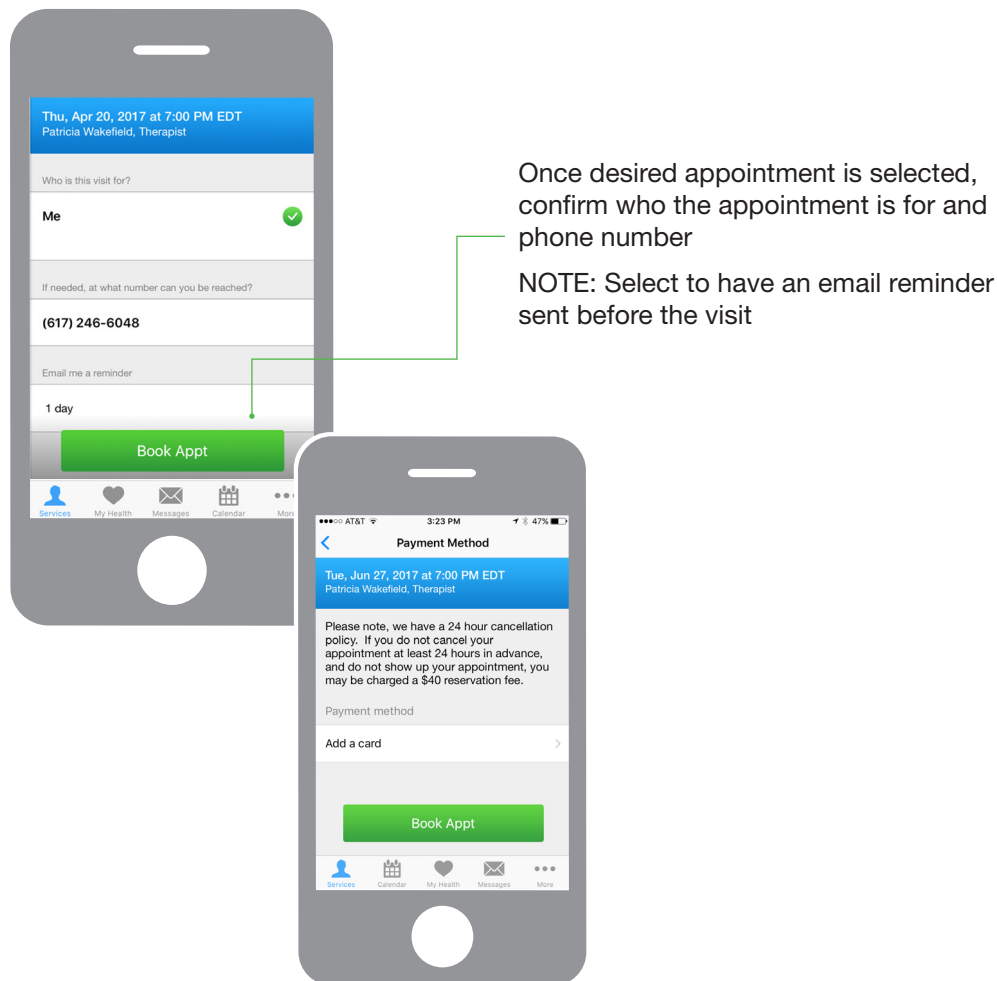 Thu, Apr 20, 2017 at 7:00 PM EDT
Patricia Wakefield, Therapist
Who is this visit for?
Me
If needed, at what number can you be reached?
(617) 246-6048
Email me a reminder
1 day
Book Appt
Services My Health Messages Calendar More
Once desired appointment is selected,
confirm who the appointment is for and
phone number
NOTE: Select to have an email reminder
sent before the visit
AT&T 3:23 PM 47%
Payment Method
Tue, Jun 27, 2017 at 7:00 PM EDT
Patricia Wakefield, Therapist
Please note, we have a 24 hour cancellation
policy. If you do not cancel your
appointment at least 24 hours in advance,
and do not show up your appointment, you
may be charged a $40 reservation fee.
Payment method
Add a card
Book Appt
Services Calendar My Health Messages More